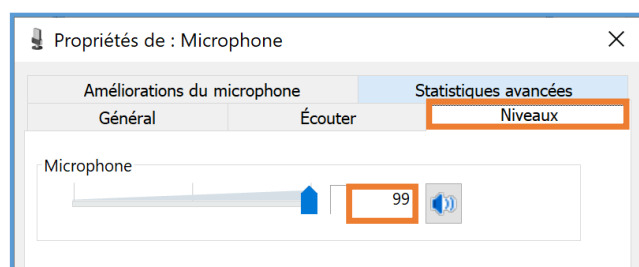 Propriétés de : Microphone
Améliorations du microphone Statistiques avancées
Général Écouter Niveaux
Microphone
99